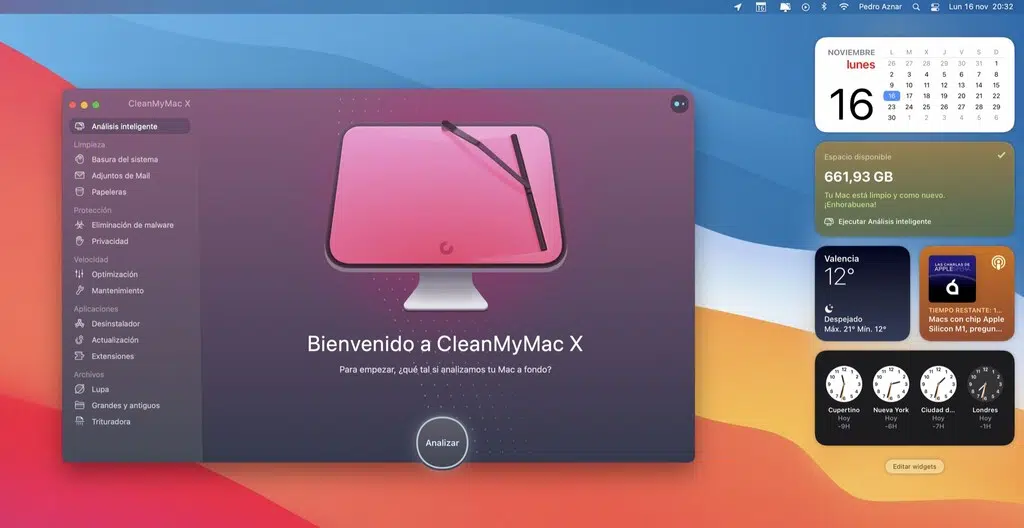 Pedro Aznar
Lun 16 nov 20:32
CleanMyMac X
Análisis inteligente
Limpieza
Basura del sistema
Adjuntos de Mail
Papeleras
Protección
Eliminación de malware
Privacidad
Velocidad
Optimización
Mantenimiento
Aplicaciones
Desinstalador
Actualización
Extensiones
Archivos
Lupa
Grandes y antiguos
Trituradora
Bienvenido a CleanMyMac X
Para empezar, ¿qué tal si analizamos tu Mac a fondo?
Analizar
NOVIEMBRE
lunes
16
L M X J V S D
26 27 28 29 30 31 1
2 3 4 5 6 7 8
9 10 11 12 13 14 15
16 17 18 19 20 21 22
23 24 25 26 27 28 29
30 1 2 3 4 5 6
Espacio disponible
661,93 GB
Tu Mac está limpio y como nuevo.
¡Enhorabuena!
Ejecutar Análisis inteligente
Valencia
12°
Despejado
Máx. 21° Mín. 12°
LAS CHARLAS DE
APPLESFERA
TIEMPO RESTANTE: 1...
Macs con chip Apple
Silicon M1, pregun...
Cupertino
Hoy
-9H
Nueva York
Hoy
-6H
Ciudad d...
Hoy
-7H
Londres
Hoy
-1H
Editar widgets